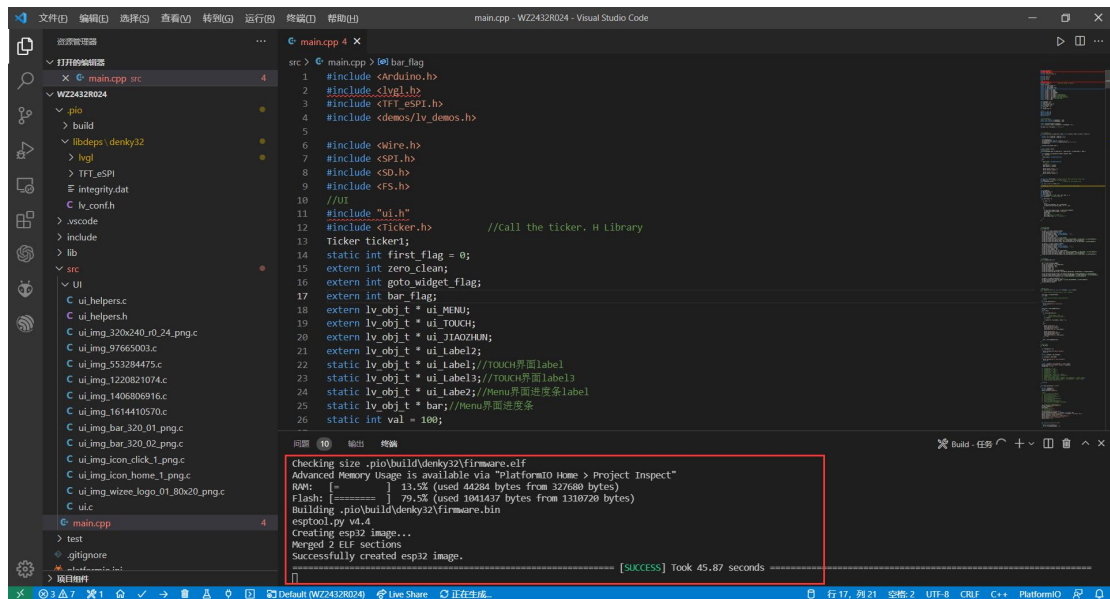 文件(F) 编辑(E) 选择(S) 查看(V) 转到(G) 运行(R) 终端(T) 帮助(H) main.cpp - WZ2432R024 - Visual Studio Code
资源管理器
打开的编辑器
main.cpp src 4
WZ2432R024
.pio
build
libdeps \ denky32
lvgl
TFT_eSPI
integrity.dat
lv_conf.h
.vscode
include
lib
src
UI
ui_helpers.c
ui_helpers.h
ui_img_320x240_r0_24_png.c
ui_img_97665003.c
ui_img_553284475.c
ui_img_1220821074.c
ui_img_1406806916.c
ui_img_1614410570.c
ui_img_bar_320_01_png.c
ui_img_bar_320_02_png.c
ui_img_icon_click_1_png.c
ui_img_icon_home_1_png.c
ui_img_wizee_logo_01_80x20_png.c
ui.c
main.cpp 4
test
.gitignore
platformio.ini
项目组件
main.cpp 4
src > main.cpp > bar_flag
1 #include <Arduino.h>
2 #include <lvgl.h>
3 #include <TFT_eSPI.h>
4 #include <demos/lv_demos.h>
5
6 #include <Wire.h>
7 #include <SPI.h>
8 #include <SD.h>
9 #include <FS.h>
10 //UI
11 #include "ui.h"
12 #include <Ticker.h> //Call the ticker. H Library
13 Ticker ticker1;
14 static int first_flag = 0;
15 extern int zero_clean;
16 extern int goto_widget_flag;
17 extern int bar_flag;
18 extern lv_obj_t * ui_MENU;
19 extern lv_obj_t * ui_TOUCH;
20 extern lv_obj_t * ui_JIAOZHUN;
21 extern lv_obj_t * ui_Label2;
22 static lv_obj_t * ui_Label;//TOUCH界面label
23 static lv_obj_t * ui_Label3;//TOUCH界面label3
24 static lv_obj_t * ui_Labe2;//Menu界面进度条label
25 static lv_obj_t * bar;//Menu界面进度条
26 static int val = 100;
问题 10 输出 终端 Build - 任务
Checking size .pio\build\denky32\firmware.elf
Advanced Memory Usage is available via "PlatformIO Home > Project Inspect"
RAM: [= ] 13.5% (used 44284 bytes from 327680 bytes)
Flash: [======== ] 79.5% (used 1041437 bytes from 1310720 bytes)
Building .pio\build\denky32\firmware.bin
esptool.py v4.4
Creating esp32 image...
Merged 2 ELF sections
Successfully created esp32 image.
[SUCCESS] Took 45.87 seconds
3 7 1 Default (WZ2432R024) Live Share 正在生成... 行 17，列 21 空格: 2 UTF-8 CRLF C++ PlatformIO